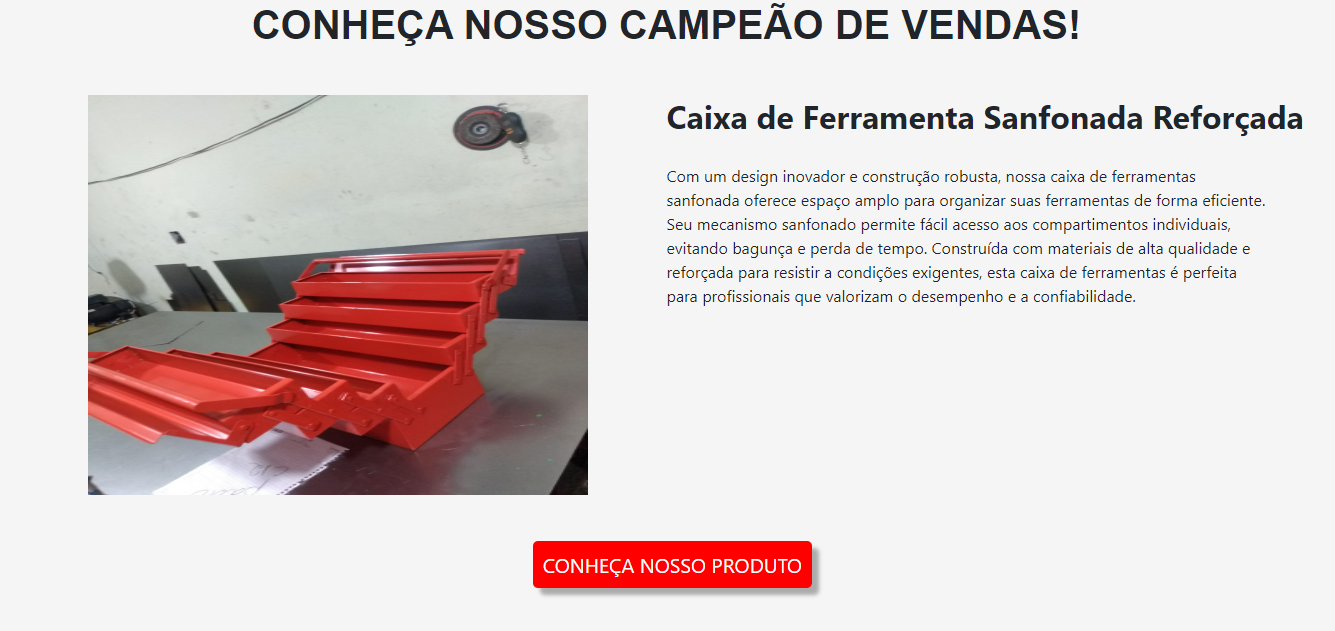 CONHEÇA NOSSO CAMPEÃO DE VENDAS!
Caixa de Ferramenta Sanfonada Reforçada
Com um design inovador e construção robusta, nossa caixa de ferramentas
sanfonada oferece espaço amplo para organizar suas ferramentas de forma eficiente.
Seu mecanismo sanfonado permite fácil acesso aos compartimentos individuais,
evitando bagunça e perda de tempo. Construída com materiais de alta qualidade e
reforçada para resistir a condições exigentes, esta caixa de ferramentas é perfeita
para profissionais que valorizam o desempenho e a confiabilidade.
CONHEÇA NOSSO PRODUTO